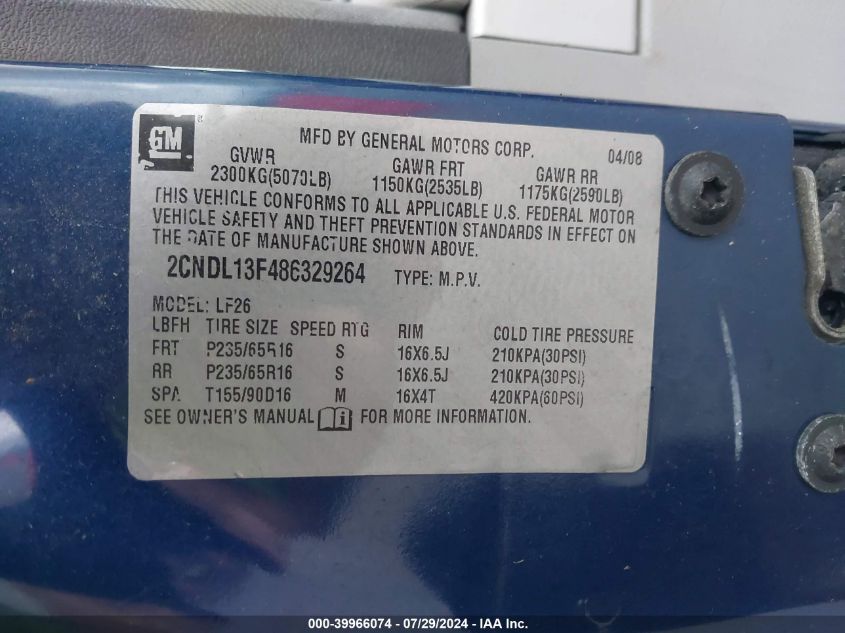 GM
MFD BY GENERAL MOTORS CORP. 04/08
GVWR GAWR FRT GAWR RR
2300KG(5070LB) 1150KG(2535LB) 1175KG(2590LB)
THIS VEHICLE CONFORMS TO ALL APPLICABLE U.S. FEDERAL MOTOR
VEHICLE SAFETY AND THEFT PREVENTION STANDARDS IN EFFECT ON
THE DATE OF MANUFACTURE SHOWN ABOVE.
2CNDL13F486329264 TYPE: M.P.V.
MODEL: LF26
LBFH TIRE SIZE SPEED RTG RIM COLD TIRE PRESSURE
FRT P235/65R16 S 16X6.5J 210KPA(30PSI)
RR P235/65R16 S 16X6.5J 210KPA(30PSI)
SPA T155/90D16 M 16X4T 420KPA(60PSI)
SEE OWNER'S MANUAL FOR MORE INFORMATION.
000-39966074 - 07/29/2024 - IAA Inc.